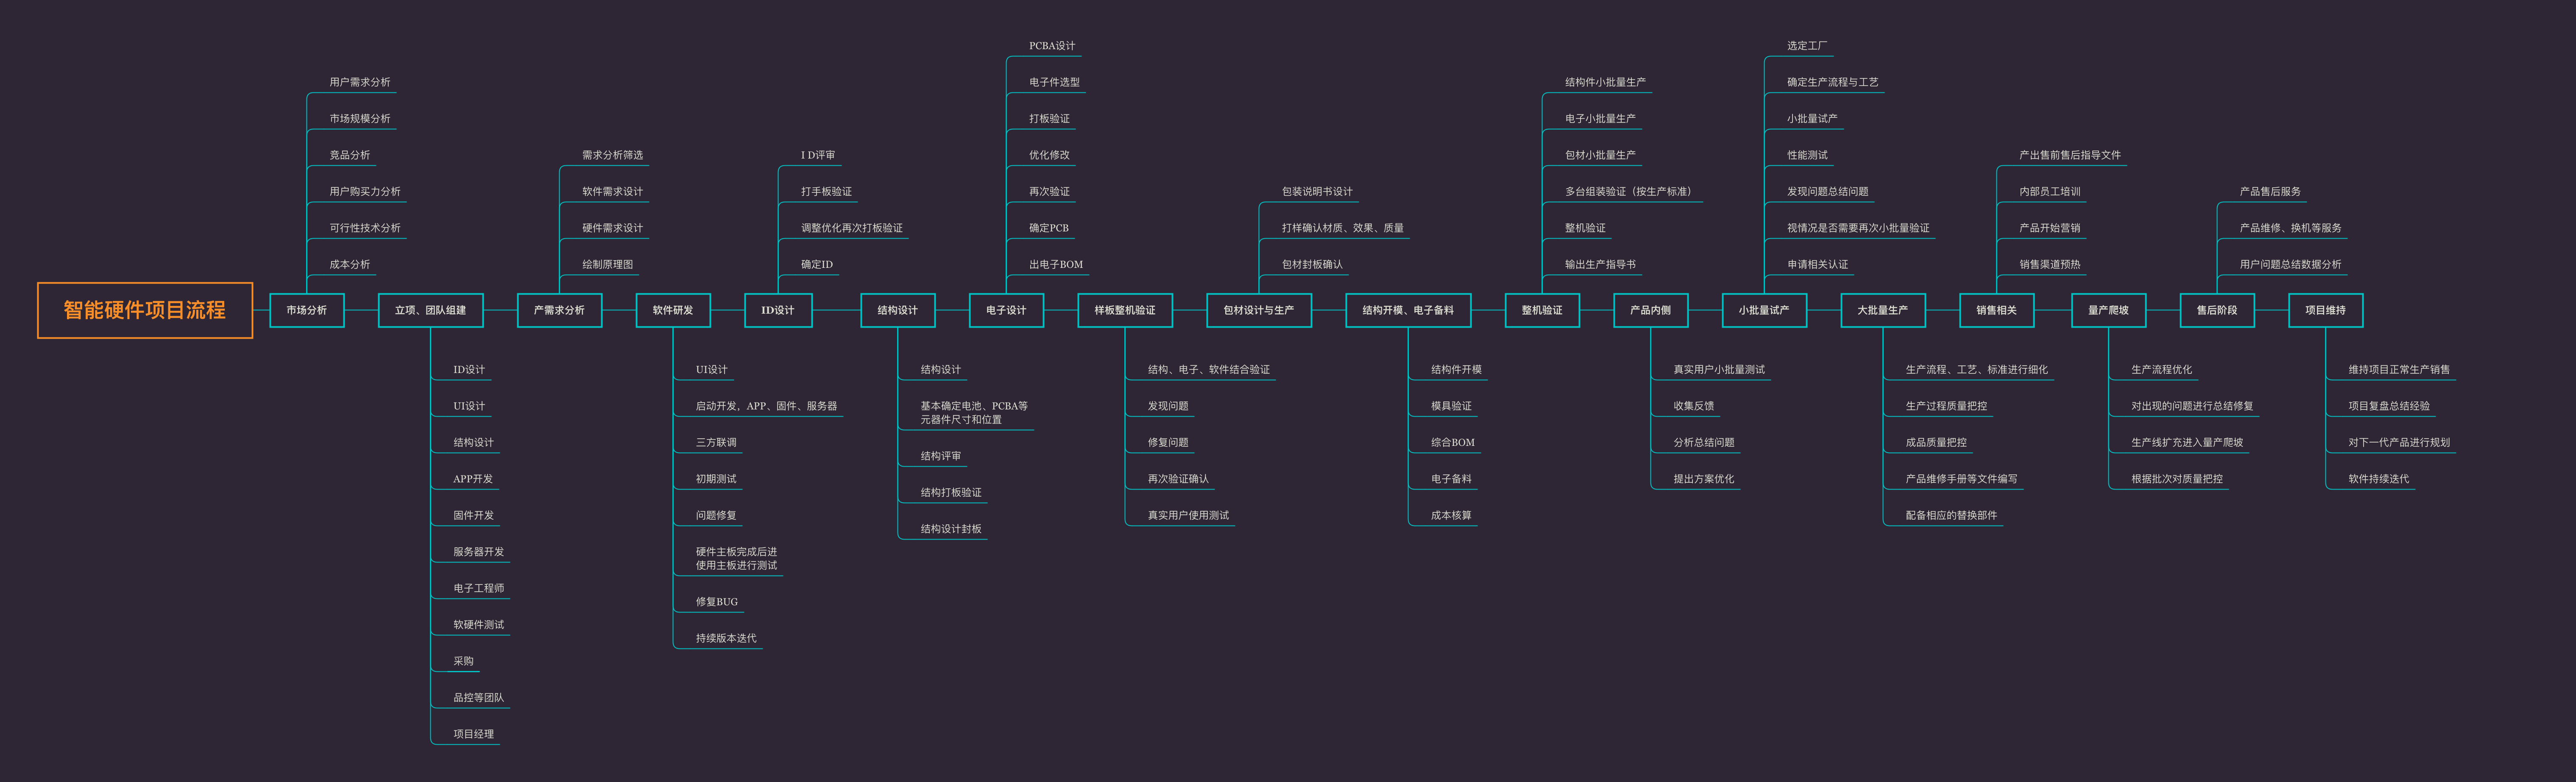 智能硬件项目流程
市场分析
用户需求分析
市场规模分析
竞品分析
用户购买力分析
可行性技术分析
成本分析
立项、团队组建
ID设计
UI设计
结构设计
APP开发
固件开发
服务器开发
电子工程师
软硬件测试
采购
品控等团队
项目经理
产需求分析
需求分析筛选
软件需求设计
硬件需求设计
绘制原理图
软件研发
UI设计
启动开发，APP、固件、服务器
三方联调
初期测试
问题修复
硬件主板完成后进
使用主板进行测试
修复BUG
持续版本迭代
ID设计
I D评审
打手板验证
调整优化再次打板验证
确定ID
结构设计
结构设计
基本确定电池、PCBA等
元器件尺寸和位置
结构评审
结构打板验证
结构设计封板
电子设计
PCBA设计
电子件选型
打板验证
优化修改
再次验证
确定PCB
出电子BOM
样板整机验证
结构、电子、软件结合验证
发现问题
修复问题
再次验证确认
真实用户使用测试
包材设计与生产
包装说明书设计
打样确认材质、效果、质量
包材封板确认
结构开模、电子备料
结构件开模
模具验证
综合BOM
电子备料
成本核算
整机验证
结构件小批量生产
电子小批量生产
包材小批量生产
多台组装验证（按生产标准）
整机验证
输出生产指导书
产品内侧
真实用户小批量测试
收集反馈
分析总结问题
提出方案优化
小批量试产
选定工厂
确定生产流程与工艺
小批量试产
性能测试
发现问题总结问题
视情况是否需要再次小批量验证
申请相关认证
大批量生产
生产流程、工艺、标准进行细化
生产过程质量把控
成品质量把控
产品维修手册等文件编写
配备相应的替换部件
销售相关
产出售前售后指导文件
内部员工培训
产品开始营销
销售渠道预热
量产爬坡
生产流程优化
对出现的问题进行总结修复
生产线扩充进入量产爬坡
根据批次对质量把控
售后阶段
产品售后服务
产品维修、换机等服务
用户问题总结数据分析
项目维持
维持项目正常生产销售
项目复盘总结经验
对下一代产品进行规划
软件持续迭代